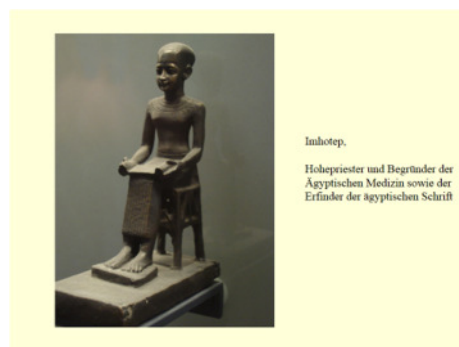 Imhotep,
Hohepriester und Begründer der
Ägyptischen Medizin sowie der
Erfinder der ägyptischen Schrift